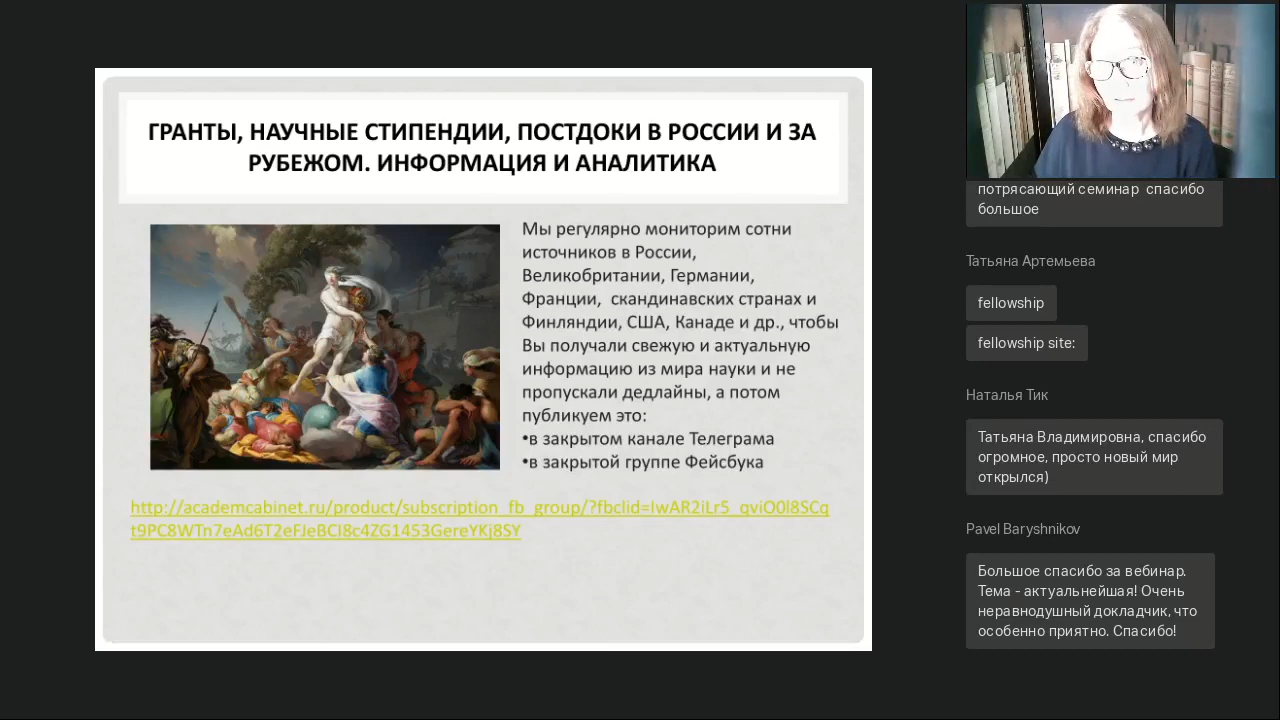 ГРАНТЫ, НАУЧНЫЕ СТИПЕНДИИ, ПОСТДОКИ В РОССИИ И ЗА
РУБЕЖОМ. ИНФОРМАЦИЯ И АНАЛИТИКА
Мы регулярно мониторим сотни
источников в России,
Великобритании, Германии,
Франции, скандинавских странах и
Финляндии, США, Канаде и др., чтобы
Вы получали свежую и актуальную
информацию из мира науки и не
пропускали дедлайны, а потом
публикуем это:
•в закрытом канале Телеграма
•в закрытой группе Фейсбука
http://academcabinet.ru/product/subscription_fb_group/?fbclid=IwAR2iLr5_qviO0l8SCq
t9PC8WTn7eAd6T2eFJeBCI8c4ZG1453GereYKj8SY
потрясающий семинар спасибо
большое
Татьяна Артемьева
fellowship
fellowship site:
Наталья Тик
Татьяна Владимировна, спасибо
огромное, просто новый мир
открылся)
Pavel Baryshnikov
Большое спасибо за вебинар.
Тема - актуальнейшая! Очень
неравнодушный докладчик, что
особенно приятно. Спасибо!